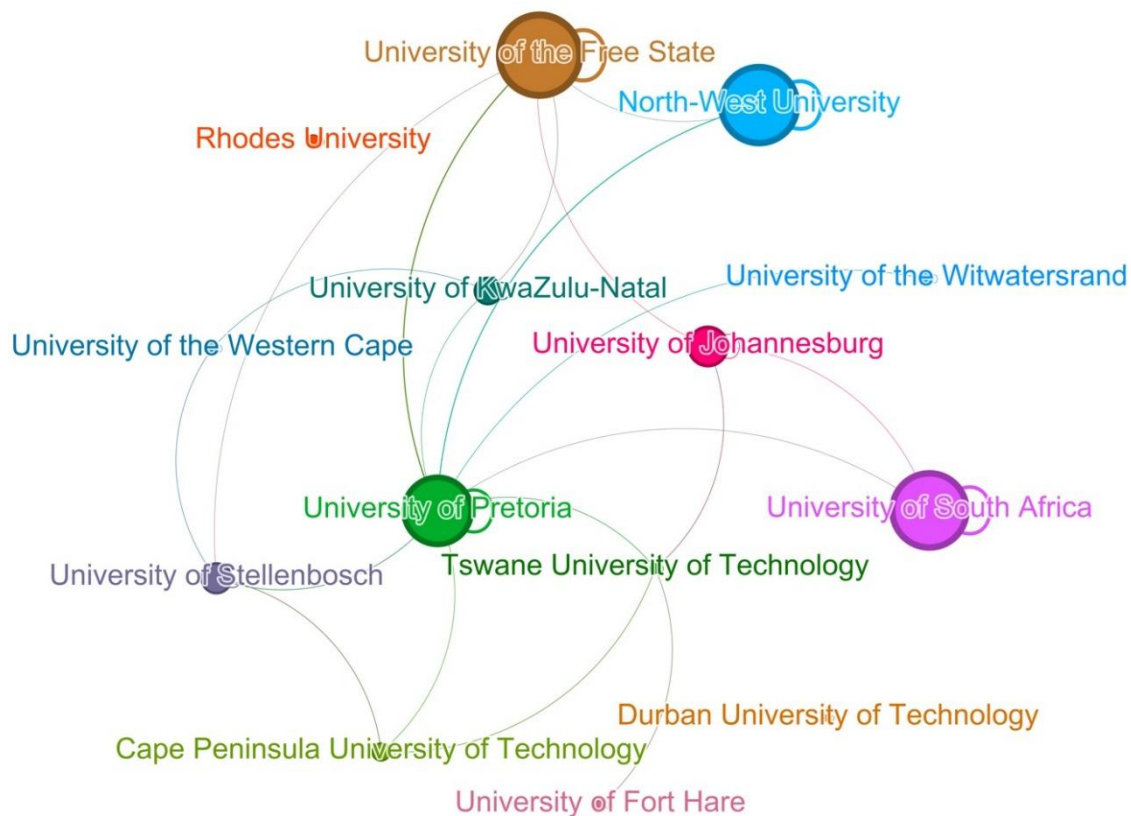 University of the Free State
North-West University
Rhodes University
University of the Witwatersrand
University of KwaZulu-Natal
University of the Western Cape
University of Johannesburg
University of Pretoria
University of South Africa
Tswane University of Technology
University of Stellenbosch
Durban University of Technology
Cape Peninsula University of Technology
University of Fort Hare